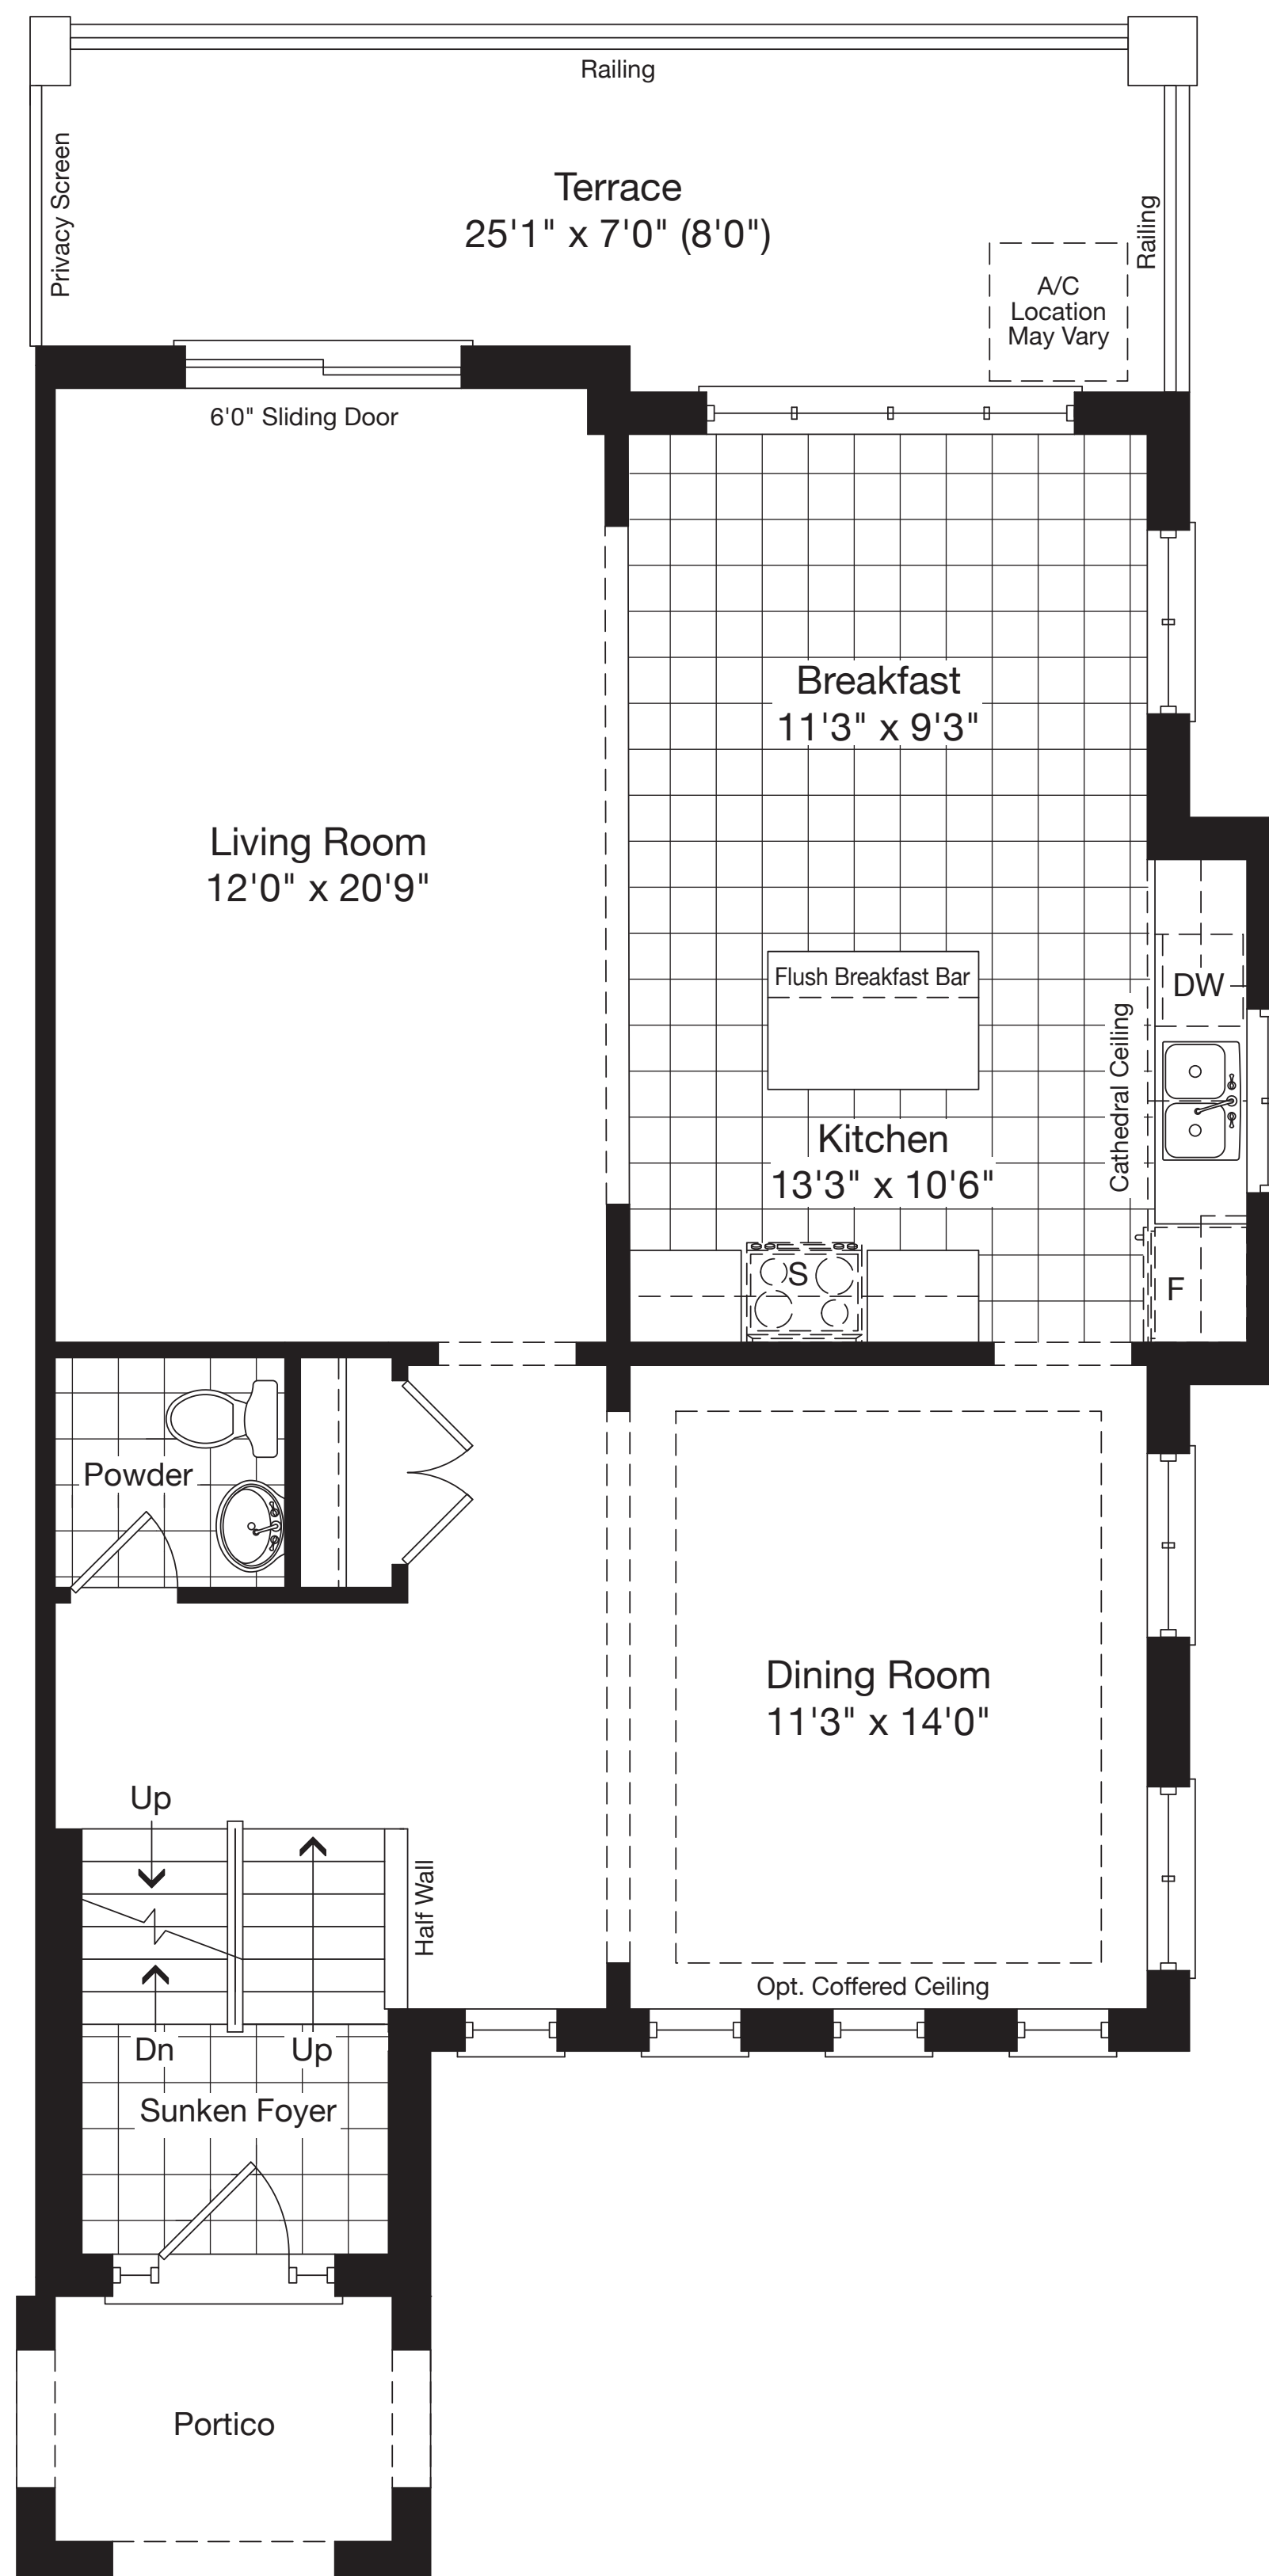 Railing
Privacy Screen
Terrace
25'1" x 7'0" (8'0")
Railing
A/C
Location
May Vary
6'0" Sliding Door
Breakfast
11'3" x 9'3"
Living Room
12'0" x 20'9"
Flush Breakfast Bar
DW
Cathedral Ceiling
Kitchen
13'3" x 10'6"
S
F
Powder
Dining Room
11'3" x 14'0"
Up
Half Wall
Opt. Coffered Ceiling
Dn
Up
Sunken Foyer
Portico